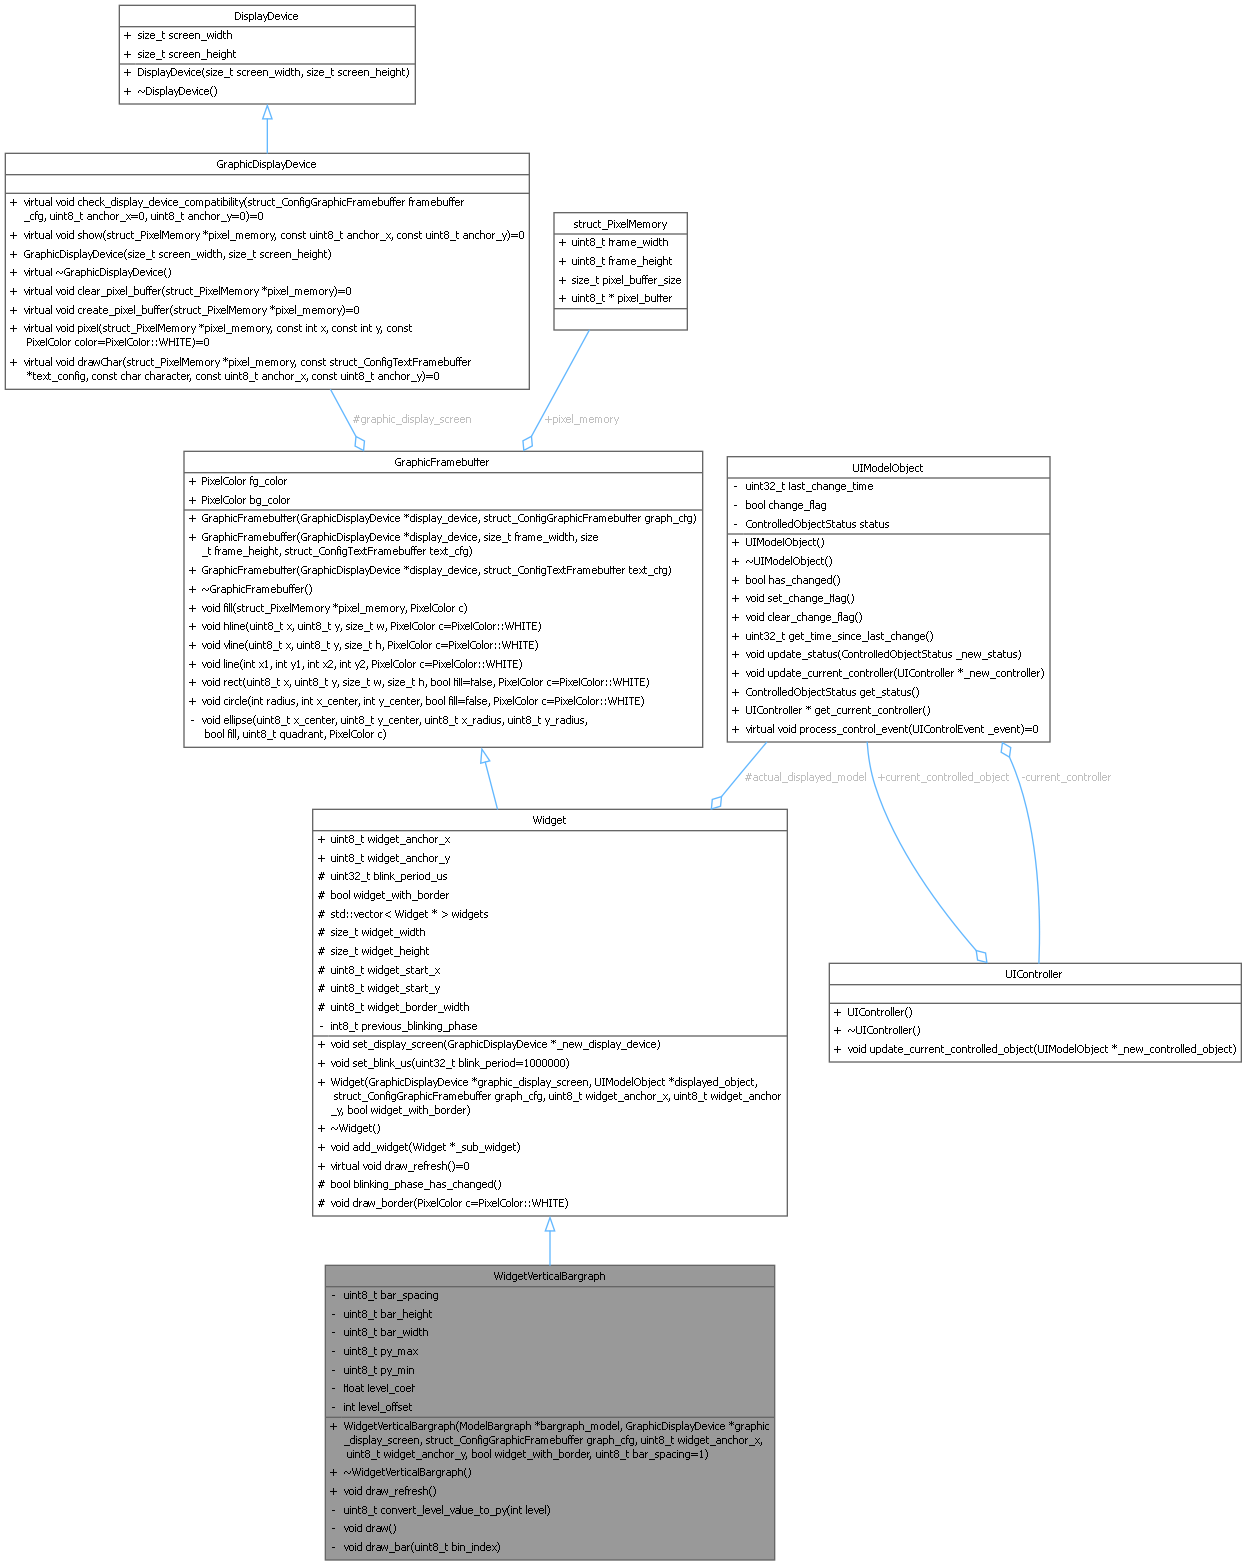 DisplayDevice
+ size_t screen_width
+ size_t screen_height
+ DisplayDevice(size_t screen_width, size_t screen_height)
+ ~DisplayDevice()
GraphicDisplayDevice
+ virtual void check_display_device_compatibility(struct_ConfigGraphicFramebuffer framebuffer
_cfg, uint8_t anchor_x=0, uint8_t anchor_y=0)=0
+ virtual void show(struct_PixelMemory *pixel_memory, const uint8_t anchor_x, const uint8_t anchor_y)=0
+ GraphicDisplayDevice(size_t screen_width, size_t screen_height)
+ virtual ~GraphicDisplayDevice()
+ virtual void clear_pixel_buffer(struct_PixelMemory *pixel_memory)=0
+ virtual void create_pixel_buffer(struct_PixelMemory *pixel_memory)=0
+ virtual void pixel(struct_PixelMemory *pixel_memory, const int x, const int y, const
PixelColor color=PixelColor::WHITE)=0
+ virtual void drawChar(struct_PixelMemory *pixel_memory, const struct_ConfigTextFramebuffer
*text_config, const char character, const uint8_t anchor_x, const uint8_t anchor_y)=0
struct_PixelMemory
+ uint8_t frame_width
+ uint8_t frame_height
+ size_t pixel_buffer_size
+ uint8_t * pixel_buffer
#graphic_display_screen
+pixel_memory
GraphicFramebuffer
+ PixelColor fg_color
+ PixelColor bg_color
+ GraphicFramebuffer(GraphicDisplayDevice *display_device, struct_ConfigGraphicFramebuffer graph_cfg)
+ GraphicFramebuffer(GraphicDisplayDevice *display_device, size_t frame_width, size
_t frame_height, struct_ConfigTextFramebuffer text_cfg)
+ GraphicFramebuffer(GraphicDisplayDevice *display_device, struct_ConfigTextFramebuffer text_cfg)
+ ~GraphicFramebuffer()
+ void fill(struct_PixelMemory *pixel_memory, PixelColor c)
+ void hline(uint8_t x, uint8_t y, size_t w, PixelColor c=PixelColor::WHITE)
+ void vline(uint8_t x, uint8_t y, size_t h, PixelColor c=PixelColor::WHITE)
+ void line(int x1, int y1, int x2, int y2, PixelColor c=PixelColor::WHITE)
+ void rect(uint8_t x, uint8_t y, size_t w, size_t h, bool fill=false, PixelColor c=PixelColor::WHITE)
+ void circle(int radius, int x_center, int y_center, bool fill=false, PixelColor c=PixelColor::WHITE)
- void ellipse(uint8_t x_center, uint8_t y_center, uint8_t x_radius, uint8_t y_radius,
bool fill, uint8_t quadrant, PixelColor c)
UIModelObject
- uint32_t last_change_time
- bool change_flag
- ControlledObjectStatus status
+ UIModelObject()
+ ~UIModelObject()
+ bool has_changed()
+ void set_change_flag()
+ void clear_change_flag()
+ uint32_t get_time_since_last_change()
+ void update_status(ControlledObjectStatus _new_status)
+ void update_current_controller(UIController *_new_controller)
+ ControlledObjectStatus get_status()
+ UIController * get_current_controller()
+ virtual void process_control_event(UIControlEvent _event)=0
#actual_displayed_model
+current_controlled_object
-current_controller
Widget
+ uint8_t widget_anchor_x
+ uint8_t widget_anchor_y
# uint32_t blink_period_us
# bool widget_with_border
# std::vector< Widget * > widgets
# size_t widget_width
# size_t widget_height
# uint8_t widget_start_x
# uint8_t widget_start_y
# uint8_t widget_border_width
- int8_t previous_blinking_phase
+ void set_display_screen(GraphicDisplayDevice *_new_display_device)
+ void set_blink_us(uint32_t blink_period=1000000)
+ Widget(GraphicDisplayDevice *graphic_display_screen, UIModelObject *displayed_object,
struct_ConfigGraphicFramebuffer graph_cfg, uint8_t widget_anchor_x, uint8_t widget_anchor
_y, bool widget_with_border)
+ ~Widget()
+ void add_widget(Widget *_sub_widget)
+ virtual void draw_refresh()=0
# bool blinking_phase_has_changed()
# void draw_border(PixelColor c=PixelColor::WHITE)
UIController
+ UIController()
+ ~UIController()
+ void update_current_controlled_object(UIModelObject *_new_controlled_object)
WidgetVerticalBargraph
- uint8_t bar_spacing
- uint8_t bar_height
- uint8_t bar_width
- uint8_t py_max
- uint8_t py_min
- float level_coef
- int level_offset
+ WidgetVerticalBargraph(ModelBargraph *bargraph_model, GraphicDisplayDevice *graphic
_display_screen, struct_ConfigGraphicFramebuffer graph_cfg, uint8_t widget_anchor_x,
uint8_t widget_anchor_y, bool widget_with_border, uint8_t bar_spacing=1)
+ ~WidgetVerticalBargraph()
+ void draw_refresh()
- uint8_t convert_level_value_to_py(int level)
- void draw()
- void draw_bar(uint8_t bin_index)